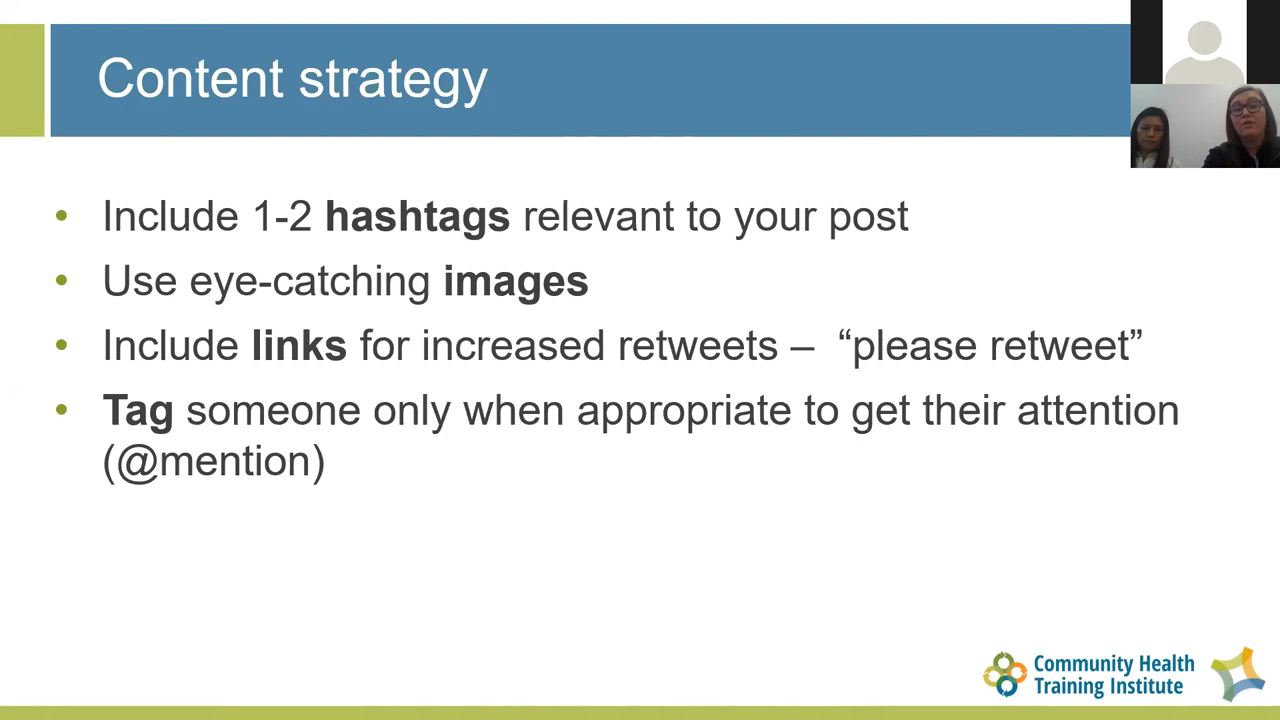 Content strategy
• Include 1-2 hashtags relevant to your post
• Use eye-catching images
• Include links for increased retweets – “please retweet”
• Tag someone only when appropriate to get their attention
(@mention)
Community Health
Training Institute